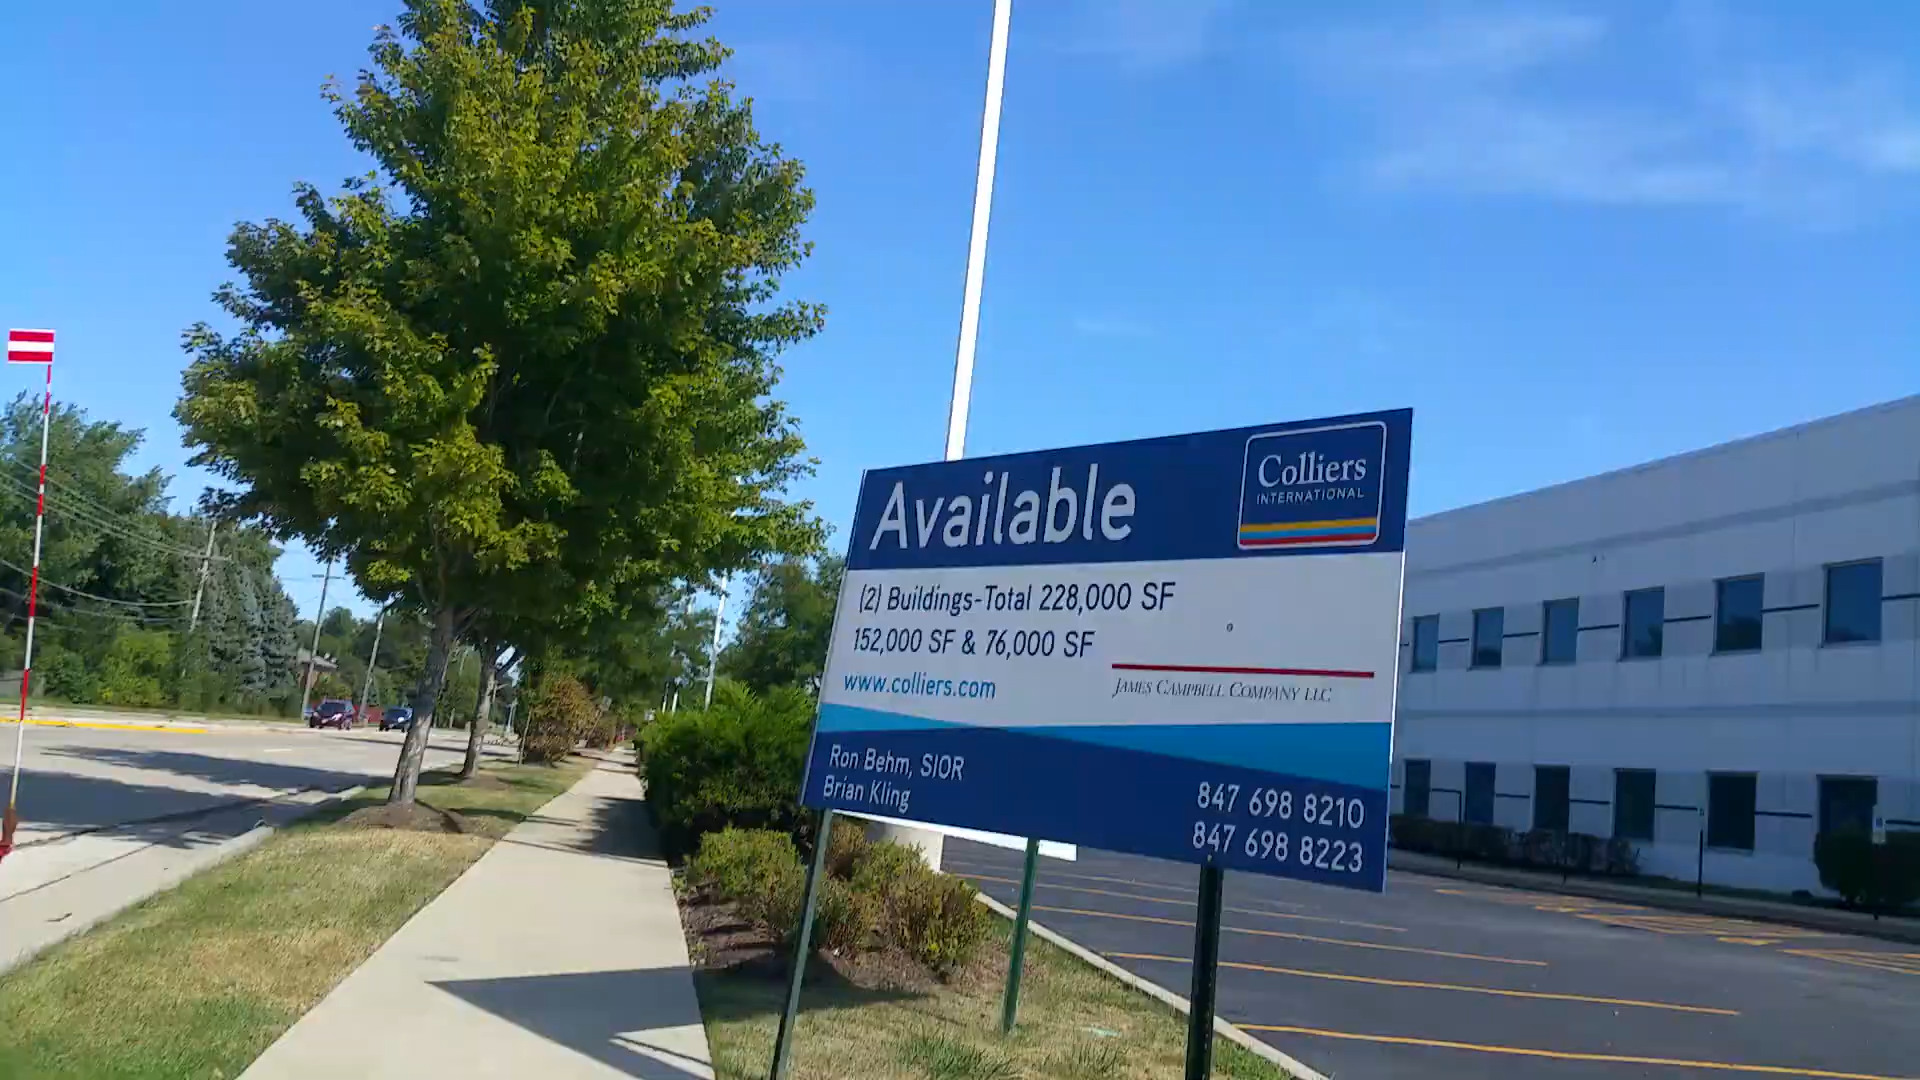 Available
Colliers
INTERNATIONAL
(2) Buildings-Total 228,000 SF
152,000 SF & 76,000 SF
www.colliers.com
JAMES CAMPBELL COMPANY LLC
Ron Behm, SIOR
Brian Kling
847 698 8210
847 698 8223